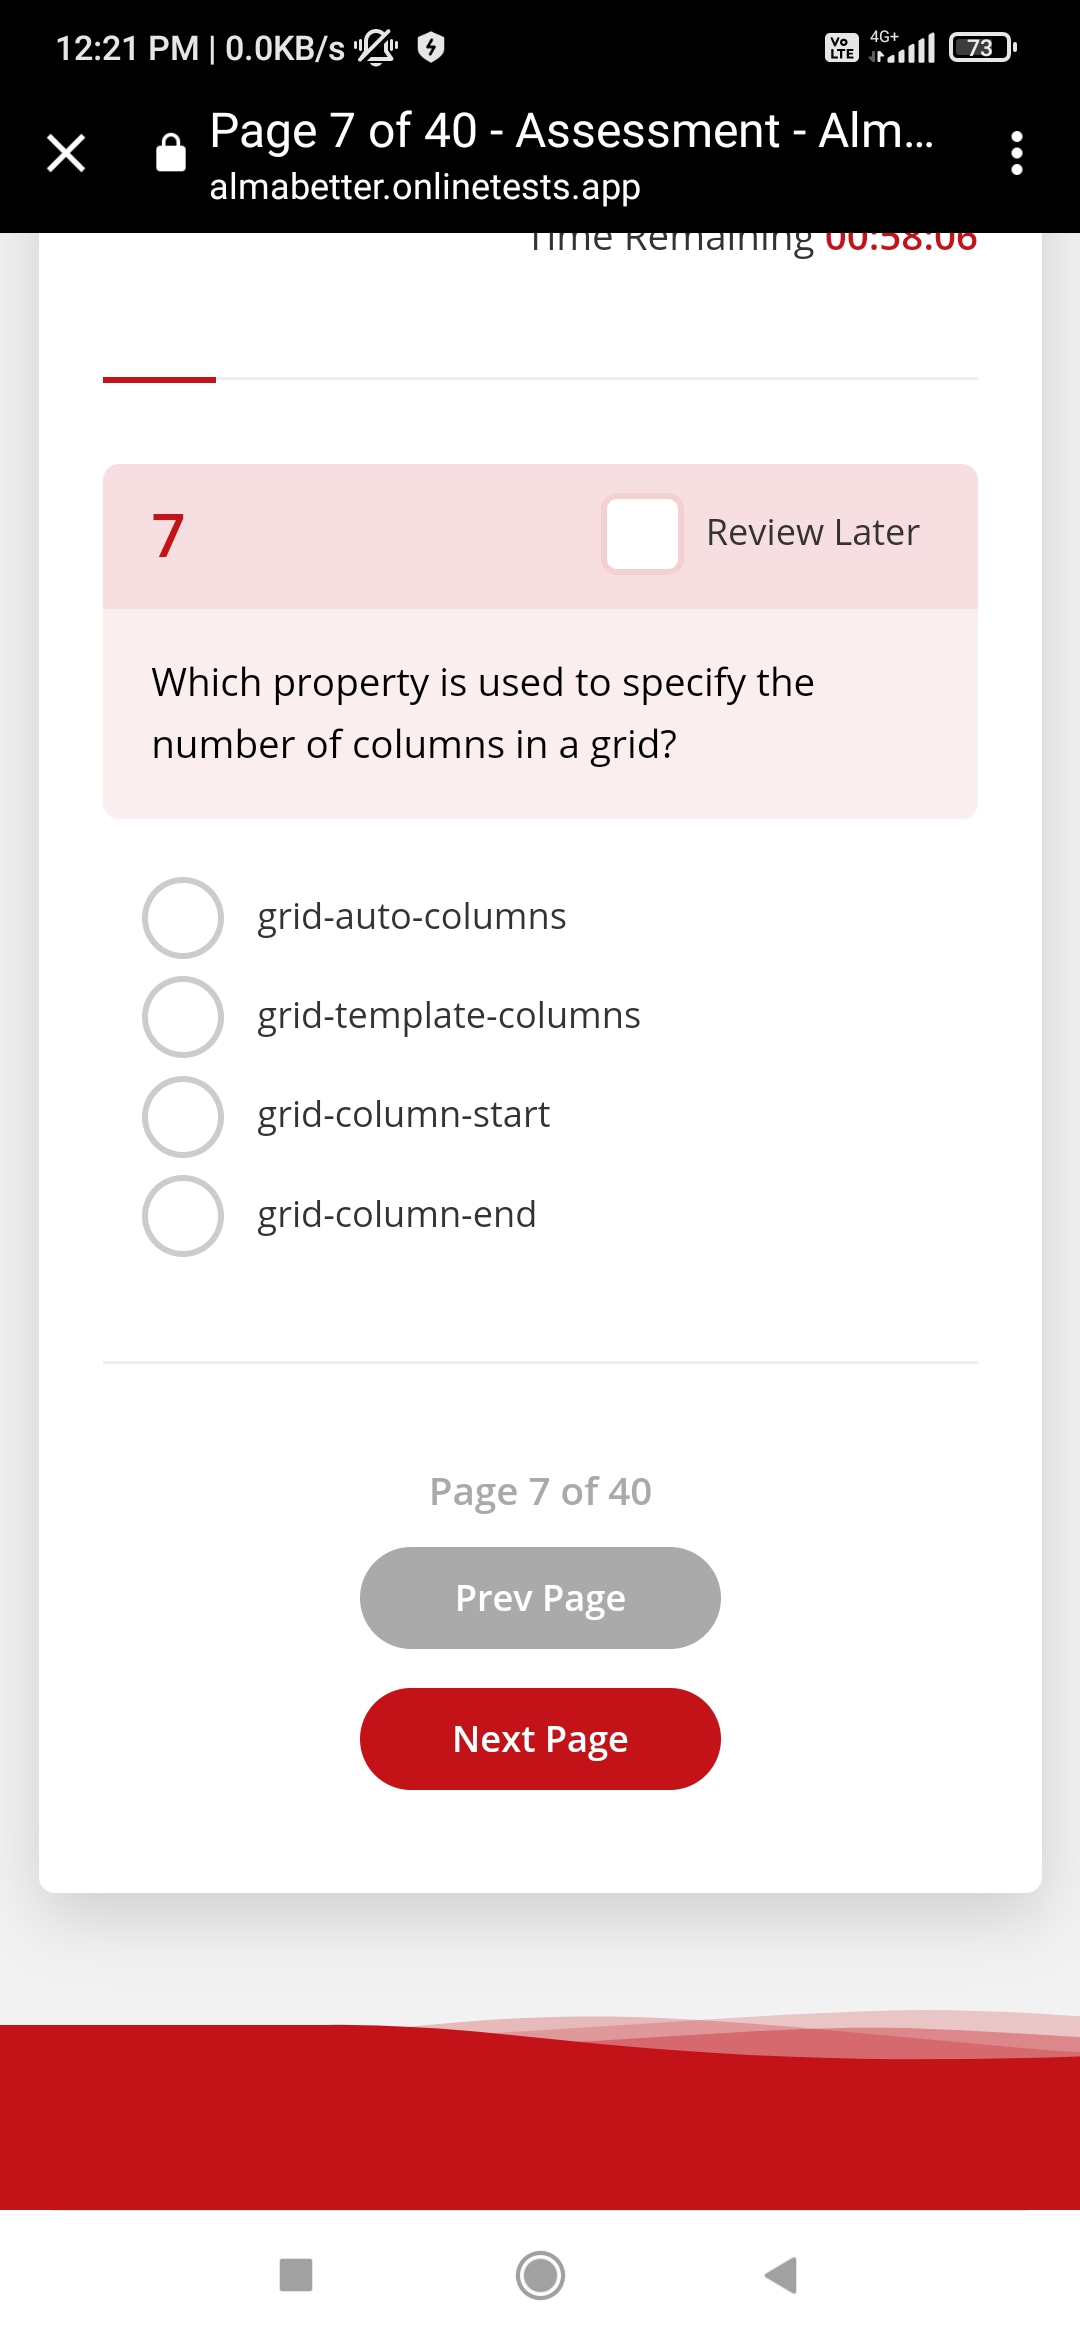 12:21 PM | 0.0KB/s
Vo LTE 4G+ 73
Page 7 of 40 - Assessment - Alm...
almabetter.onlinetests.app
Time Remaining 00:58:06
7
Review Later
Which property is used to specify the
number of columns in a grid?
grid-auto-columns
grid-template-columns
grid-column-start
grid-column-end
Page 7 of 40
Prev Page
Next Page